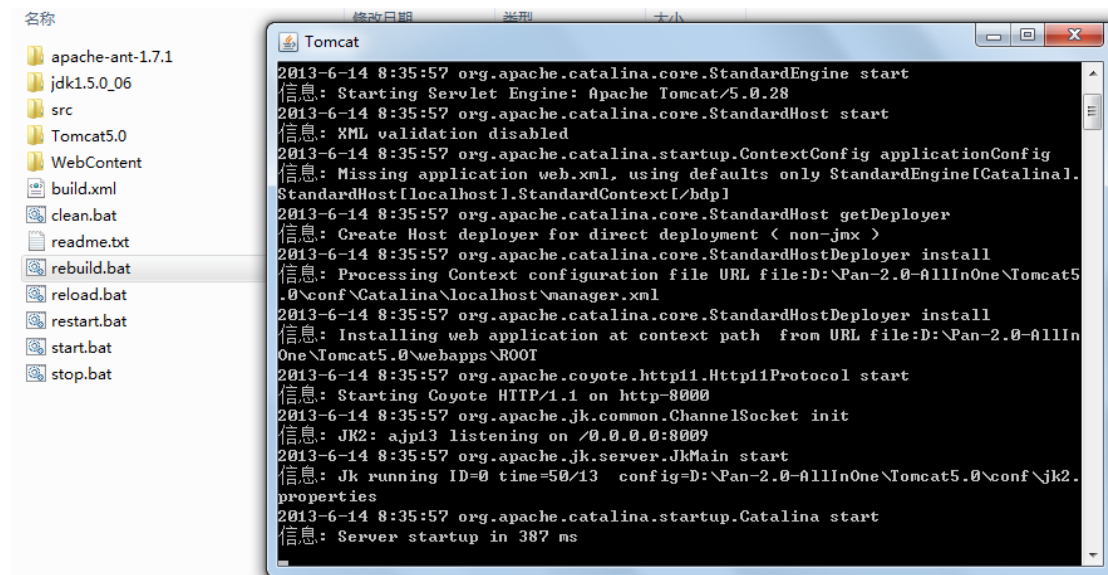 名称 修改日期 类型 大小
apache-ant-1.7.1
jdk1.5.0_06
src
Tomcat5.0
WebContent
build.xml
clean.bat
readme.txt
rebuild.bat
reload.bat
restart.bat
start.bat
stop.bat
Tomcat
2013-6-14 8:35:57 org.apache.catalina.core.StandardEngine start
信息: Starting Servlet Engine: Apache Tomcat/5.0.28
2013-6-14 8:35:57 org.apache.catalina.core.StandardHost start
信息: XML validation disabled
2013-6-14 8:35:57 org.apache.catalina.startup.ContextConfig applicationConfig
信息: Missing application web.xml, using defaults only StandardEngine[Catalina].
StandardHost[localhost].StandardContext[/bdp]
2013-6-14 8:35:57 org.apache.catalina.core.StandardHost getDeployer
信息: Create Host deployer for direct deployment ( non-jmx )
2013-6-14 8:35:57 org.apache.catalina.core.StandardHostDeployer install
信息: Processing Context configuration file URL file:D:\Pan-2.0-AllInOne\Tomcat5
.0\conf\Catalina\localhost\manager.xml
2013-6-14 8:35:57 org.apache.catalina.core.StandardHostDeployer install
信息: Installing web application at context path  from URL file:D:\Pan-2.0-AllIn
One\Tomcat5.0\webapps\ROOT
2013-6-14 8:35:57 org.apache.coyote.http11.Http11Protocol start
信息: Starting Coyote HTTP/1.1 on http-8000
2013-6-14 8:35:57 org.apache.jk.common.ChannelSocket init
信息: JK2: ajp13 listening on /0.0.0.0:8009
2013-6-14 8:35:57 org.apache.jk.server.JkMain start
信息: Jk running ID=0 time=50/13  config=D:\Pan-2.0-AllInOne\Tomcat5.0\conf\jk2.
properties
2013-6-14 8:35:57 org.apache.catalina.startup.Catalina start
信息: Server startup in 387 ms